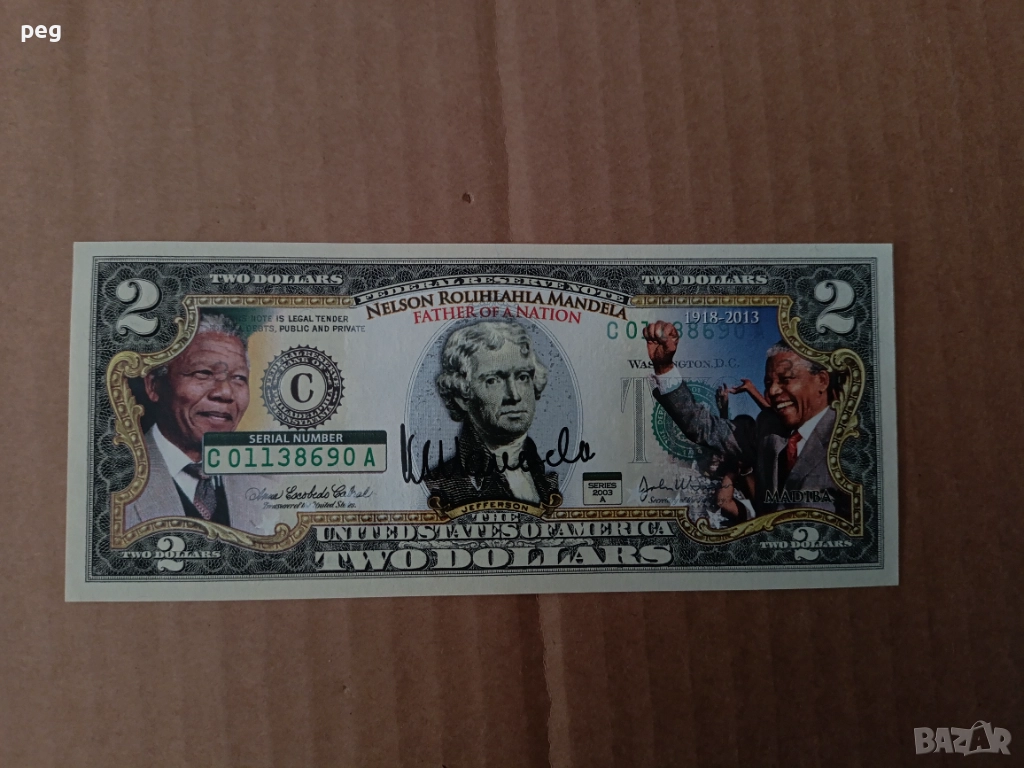 peg
2
TWO DOLLARS
FEDERAL RESERVE NOTE
TWO DOLLARS
2
NELSON ROLIHLAHLA MANDELA
FATHER OF A NATION
1918-2013
NOTE IS LEGAL TENDER
DEBTS, PUBLIC AND PRIVATE
C
WASHINGTON, D.C.
SERIAL NUMBER
C 01138690 A
SERIES
2003
A
MADIBA
JEFFERSON
THE
UNITED STATES OF AMERICA
TWO DOLLARS
TWO DOLLARS
2
TWO DOLLARS
2
BAZAR